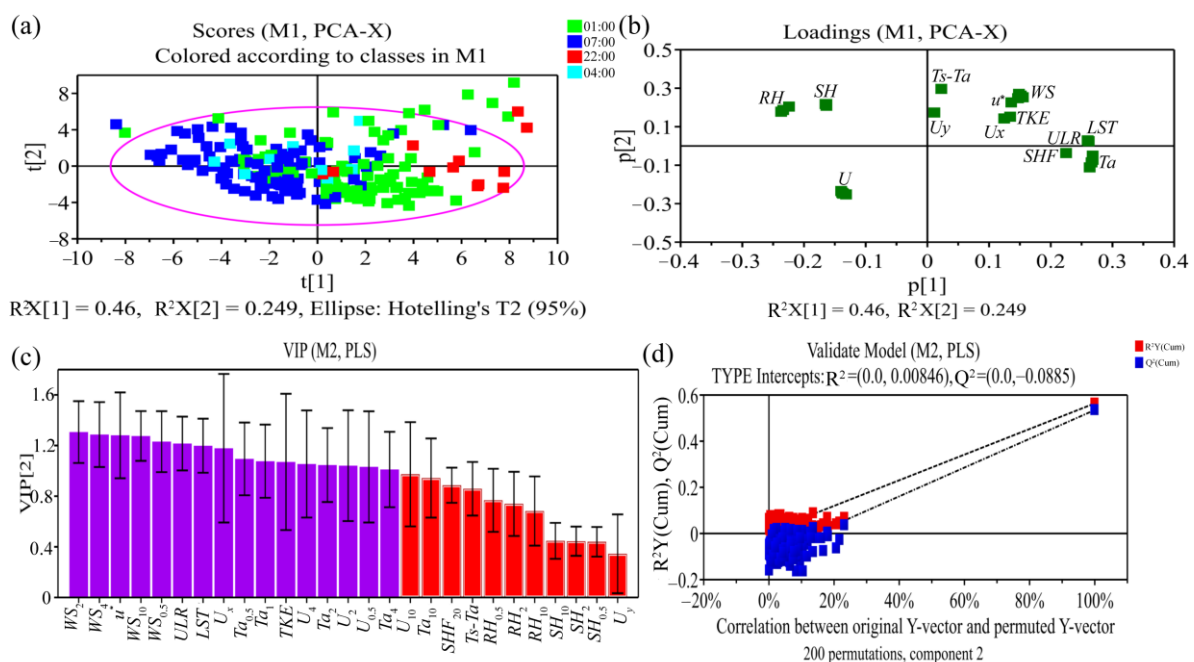 (a)
Scores (M1, PCA-X)
Colored according to classes in M1
01:00
07:00
22:00
04:00
t[2]
8
4
0
−4
−8
−10
−8
−6
−4
−2
0
2
4
6
8
10
t[1]
R²X[1] = 0.46, R²X[2] = 0.249, Ellipse: Hotelling's T2 (95%)
(b)
Loadings (M1, PCA-X)
p[2]
0.5
0.3
0.1
−0.1
−0.3
−0.5
RH
SH
Ts-Ta
Uy
u*
WS
TKE
Ux
ULR
LST
SHF
Ta
U
−0.4
−0.3
−0.2
−0.1
0
0.1
0.2
0.3
0.4
p[1]
R²X[1] = 0.46, R²X[2] = 0.249
(c)
VIP (M2, PLS)
VIP[2]
1.6
1.2
0.8
0.4
0
WS₂
WS₄
u*
WS₁₀
WS₀.₅
ULR
LST
Uₓ
Ta₀.₅
Ta₁
TKE
U₄
Ta₂
U₂
U₀.₅
Ta₄
U₁₀
Ta₁₀
SHF₂₀
Ts-Ta
RH₀.₅
RH₂
RH₁₀
SH₁₀
SH₂
SH₀.₅
U_y
(d)
Validate Model (M2, PLS)
R²Y(Cum)
Q²(Cum)
TYPE Intercepts:R²=(0.0, 0.00846),Q²=(0.0,−0.0885)
R²Y(Cum), Q²(Cum)
0.6
0.4
0.2
0
−0.2
−20%
0%
20%
40%
60%
80%
100%
Correlation between original Y-vector and permuted Y-vector
200 permutations, component 2